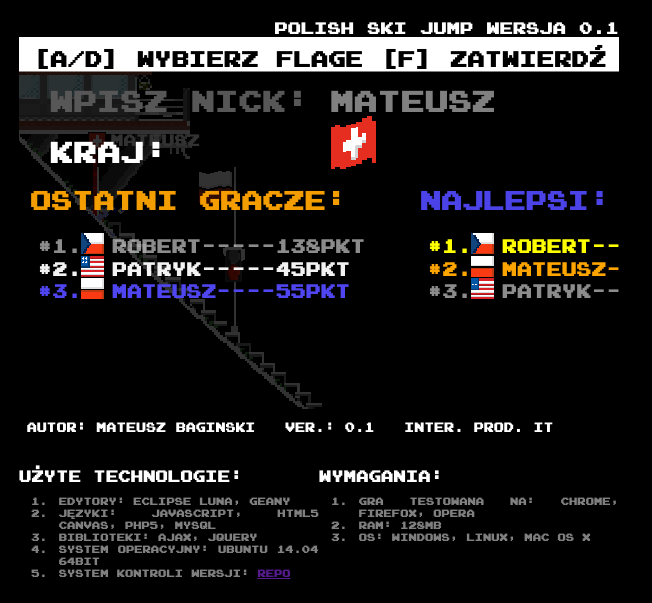 POLISH SKI JUMP WERSJA 0.1
[A/D] WYBIERZ FLAGE [F] ZATWIERDŹ
WPISZ NICK: MATEUSZ
MATEUSZ
KRAJ:
OSTATNI GRACZE: NAJLEPSI:
#1. ROBERT-----138PKT #1. ROBERT--
#2. PATRYK-----45PKT #2. MATEUSZ-
#3. MATEUSZ----55PKT #3. PATRYK--
AUTOR: MATEUSZ BAGINSKI VER.: 0.1 INTER. PROD. IT
UŻYTE TECHNOLOGIE:
1. EDYTORY: ECLIPSE LUNA, GEANY
2. JĘZYKI: JAVASCRIPT, HTML5
CANVAS, PHP5, MYSQL
3. BIBLIOTEKI: AJAX, JQUERY
4. SYSTEM OPERACYJNY: UBUNTU 14.04
64BIT
5. SYSTEM KONTROLI WERSJI: REPO
WYMAGANIA:
1. GRA TESTOWANA NA: CHROME,
FIREFOX, OPERA
2. RAM: 128MB
3. OS: WINDOWS, LINUX, MAC OS X